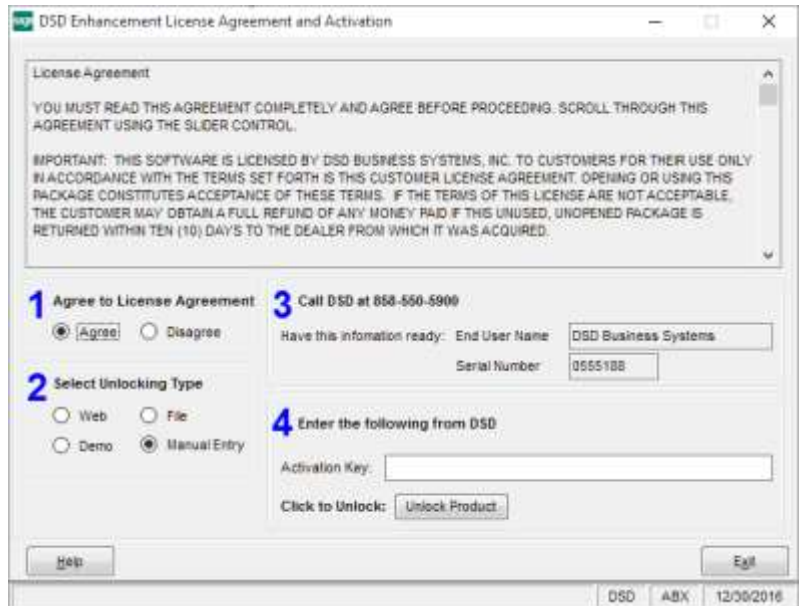 sage DSD Enhancement License Agreement and Activation
License Agreement
YOU MUST READ THIS AGREEMENT COMPLETELY AND AGREE BEFORE PROCEEDING. SCROLL THROUGH THIS
AGREEMENT USING THE SLIDER CONTROL.
IMPORTANT: THIS SOFTWARE IS LICENSED BY DSD BUSINESS SYSTEMS, INC. TO CUSTOMERS FOR THEIR USE ONLY
IN ACCORDANCE WITH THE TERMS SET FORTH IS THIS CUSTOMER LICENSE AGREEMENT. OPENING OR USING THIS
PACKAGE CONSTITUTES ACCEPTANCE OF THESE TERMS. IF THE TERMS OF THIS LICENSE ARE NOT ACCEPTABLE,
THE CUSTOMER MAY OBTAIN A FULL REFUND OF ANY MONEY PAID IF THIS UNUSED, UNOPENED PACKAGE IS
RETURNED WITHIN TEN (10) DAYS TO THE DEALER FROM WHICH IT WAS ACQUIRED.
1 Agree to License Agreement
Agree Disagree
2 Select Unlocking Type
Web File
Demo Manual Entry
3 Call DSD at 858-550-5900
Have this infomation ready: End User Name DSD Business Systems
Serial Number 0555188
4 Enter the following from DSD
Activation Key:
Click to Unlock: Unlock Product
Help Exit
DSD ABX 12/30/2016